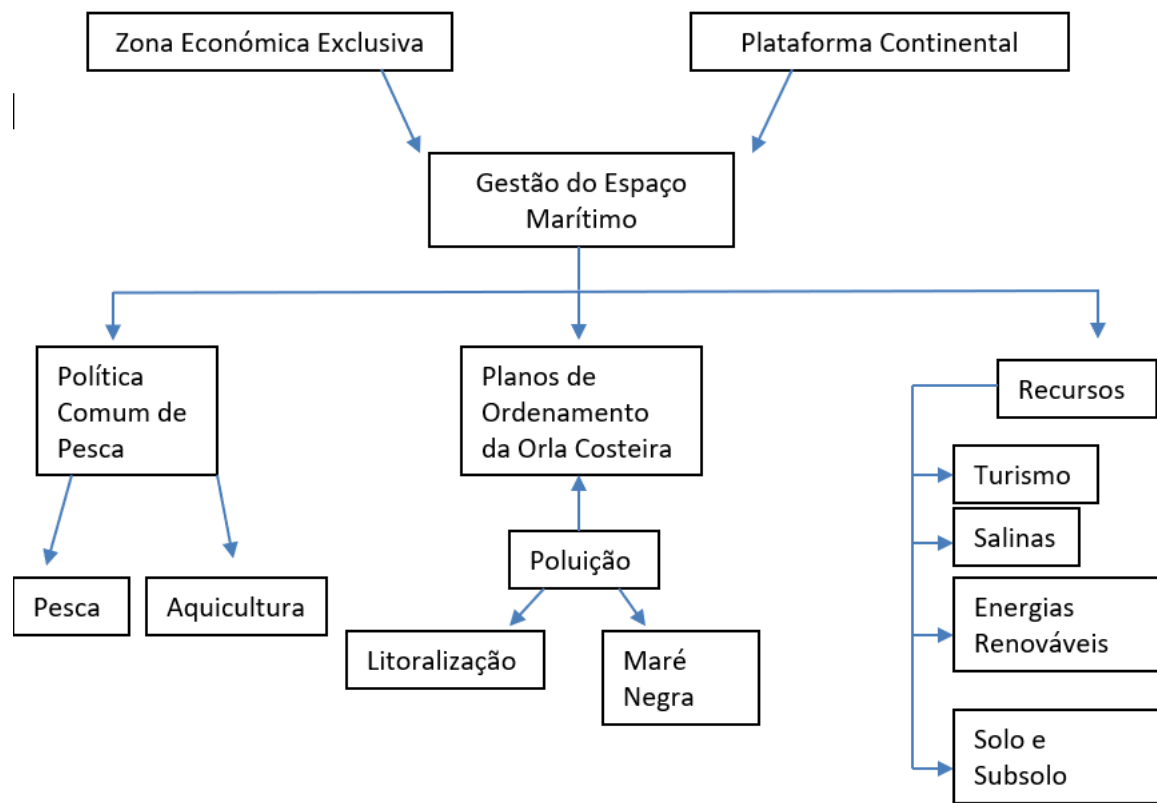 Zona Económica Exclusiva
Plataforma Continental
Gestão do Espaço
Marítimo
Política
Comum de
Pesca
Planos de
Ordenamento
da Orla Costeira
Recursos
Turismo
Salinas
Energias
Renováveis
Solo e
Subsolo
Poluição
Litoralização
Maré
Negra
Pesca
Aquicultura